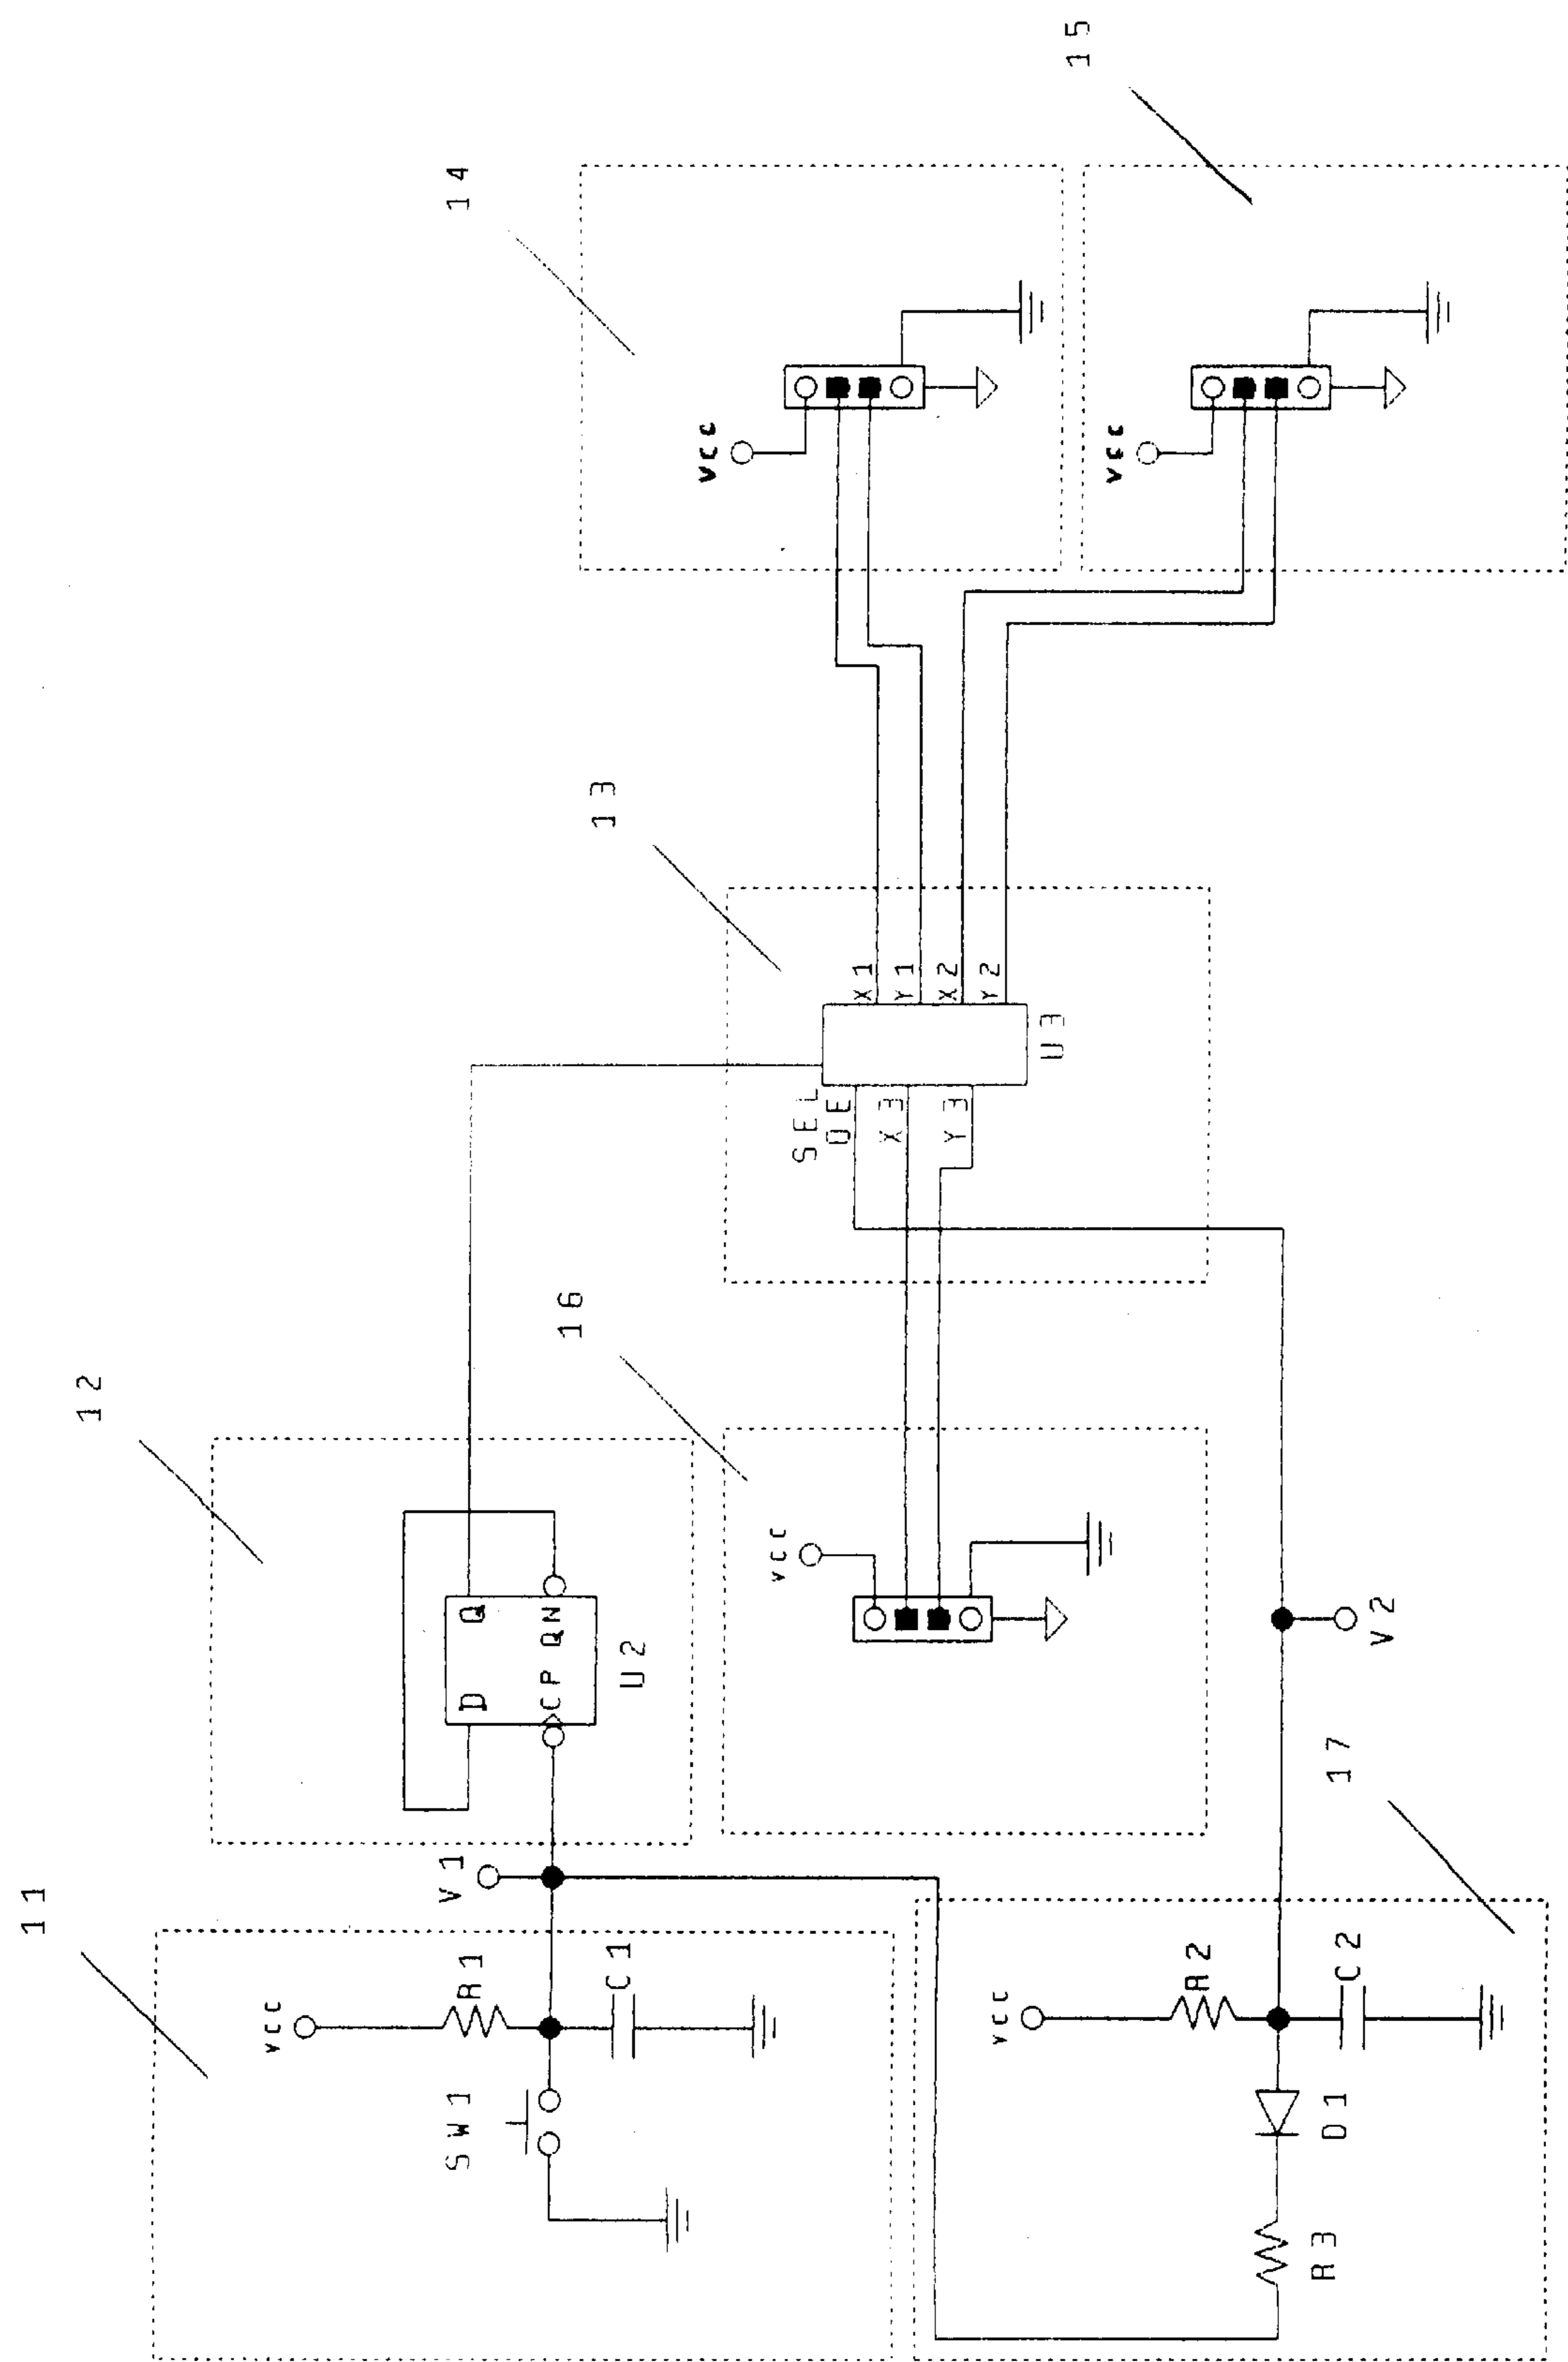 11
VCC
R1
SW1
C1
V1
12
D
Q
CP
QN
U2
16
VCC
13
SEL
OE
X3
Y3
X1
Y1
X2
Y2
U3
14
VCC
15
VCC
17
VCC
R2
C2
D1
R3
V2